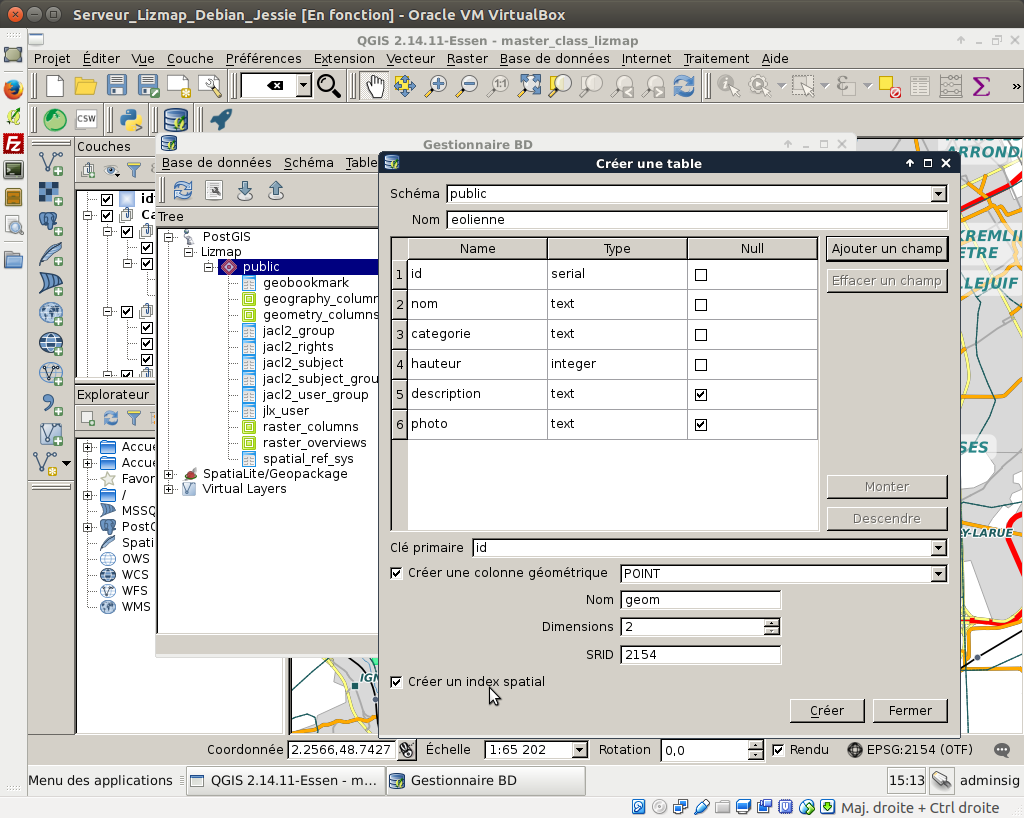 Serveur_Lizmap_Debian_Jessie [En fonction] - Oracle VM VirtualBox
QGIS 2.14.11-Essen - master_class_lizmap
Projet Éditer Vue Couche Préférences Extension Vecteur Raster Base de données Internet Traitement Aide
CSW
Couches
Gestionnaire BD
Base de données Schéma Table
Tree
PostGIS
Lizmap
public
geobookmark
geography_column
geometry_columns
jacl2_group
jacl2_rights
jacl2_subject
jacl2_subject_grou
jacl2_user_group
jlx_user
raster_columns
raster_overviews
spatial_ref_sys
SpatiaLite/Geopackage
Virtual Layers
id
Ca
Explorateur
Accue
Accue
Favor
/
MSSQ
PostG
Spati
OWS
WCS
WFS
WMS
Créer une table
Schéma public
Nom eolienne
Name Type Null
1 id serial
2 nom text
3 categorie text
4 hauteur integer
5 description text
6 photo text
Ajouter un champ
Effacer un champ
Monter
Descendre
Clé primaire id
Créer une colonne géométrique POINT
Nom geom
Dimensions 2
SRID 2154
Créer un index spatial
Créer Fermer
ARROND
KREMLIN
ETRE
LLEJUIF
SES
Y-LARUE
IGN
Coordonnée 2.2566,48.7427 Échelle 1:65 202 Rotation 0,0 Rendu EPSG:2154 (OTF)
Menu des applications QGIS 2.14.11-Essen - m... Gestionnaire BD 15:13 adminsig
Maj. droite + Ctrl droite